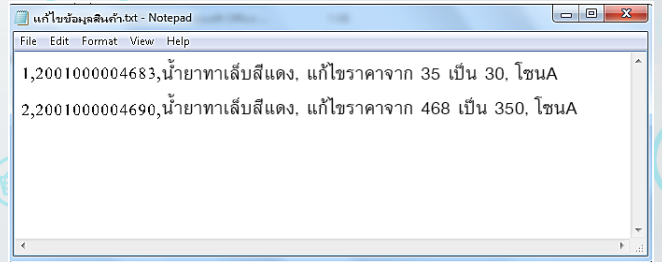 แก้ไขข้อมูลสินค้า.txt - Notepad
File Edit Format View Help
1,2001000004683,น้ำยาทาเล็บสีแดง, แก้ไขราคาจาก 35 เป็น 30, โซนA
2,2001000004690,น้ำยาทาเล็บสีแดง, แก้ไขราคาจาก 468 เป็น 350, โซนA